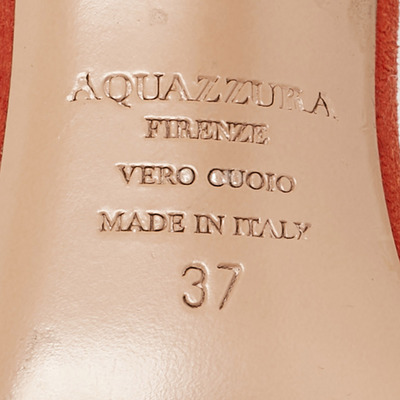 AQUAZZURA
FIRENZE
VERO CUOIO
MADE IN ITALY
37